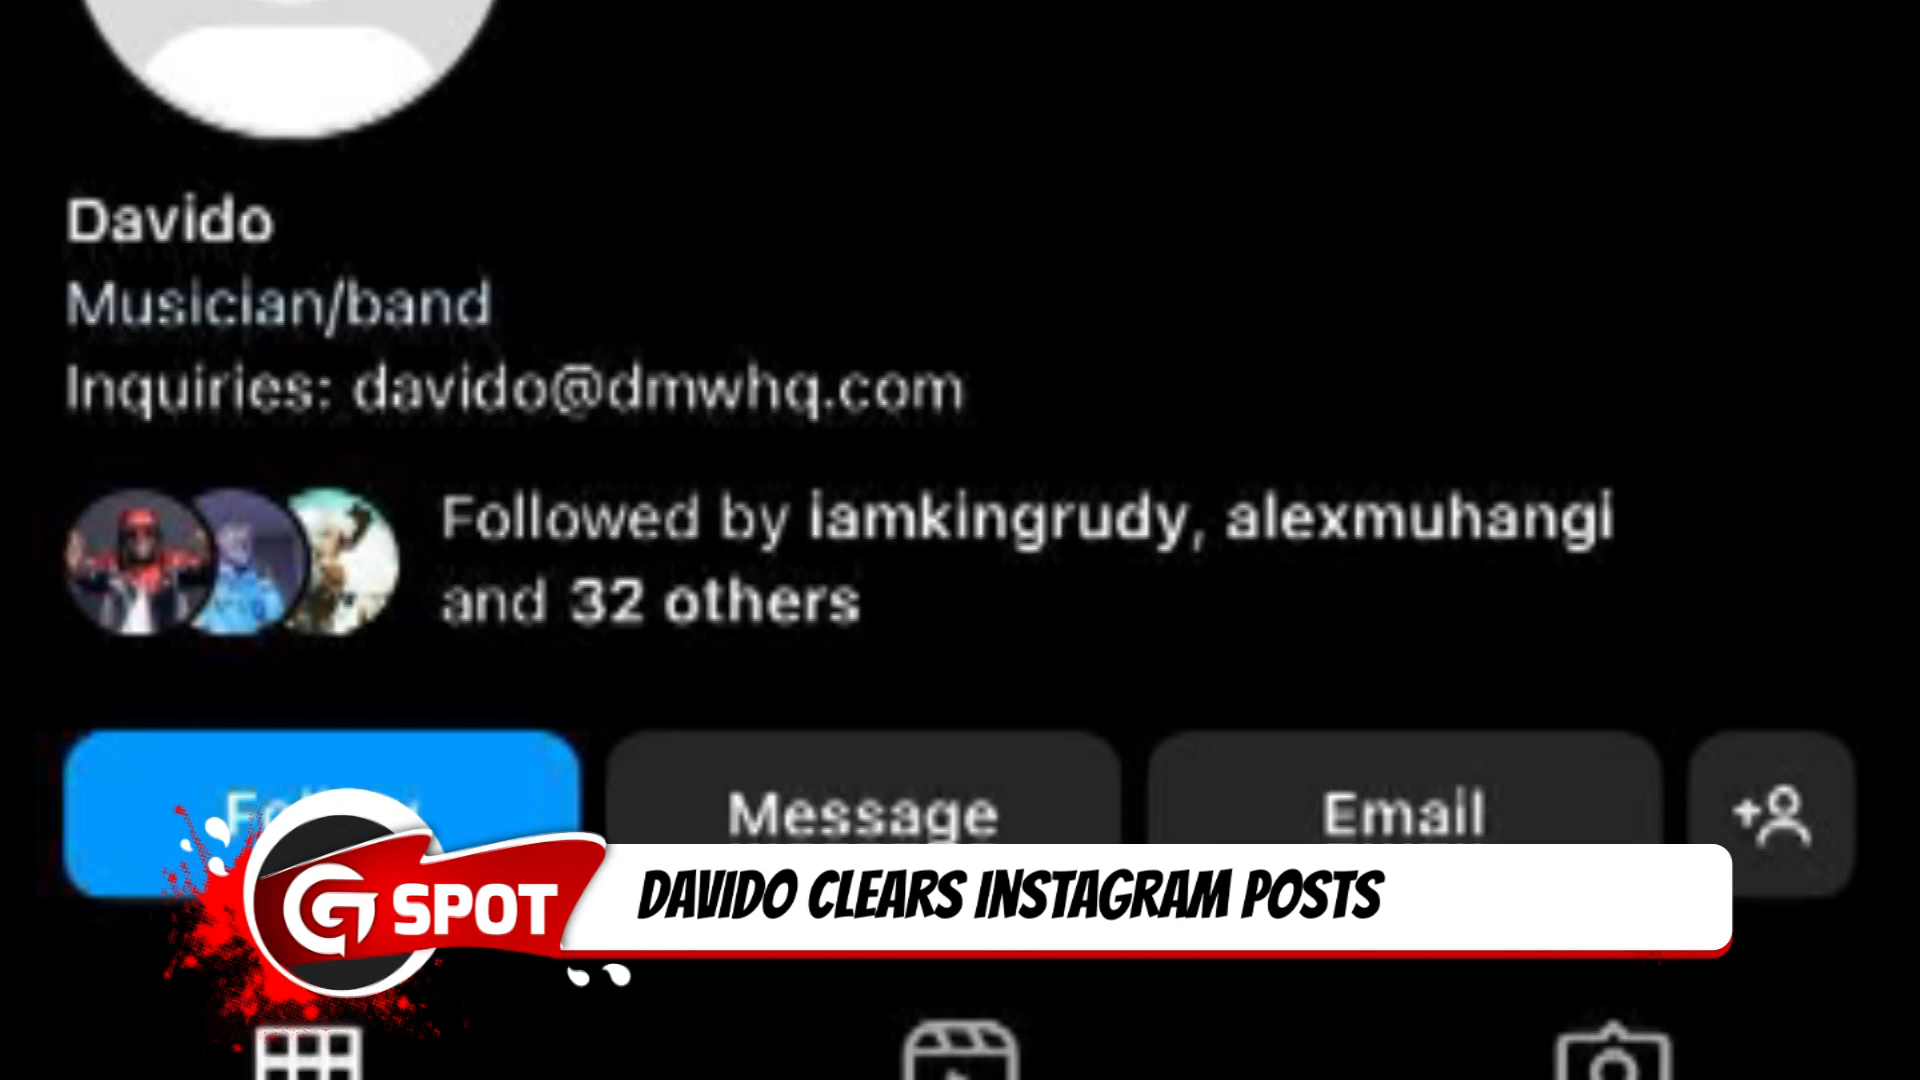 Davido
Musician/band
Inquiries: davido@dmwhq.com
Followed by iamkingrudy, alexmuhangi
and 32 others
Message
Email
G SPOT
DAVIDO CLEARS INSTAGRAM POSTS